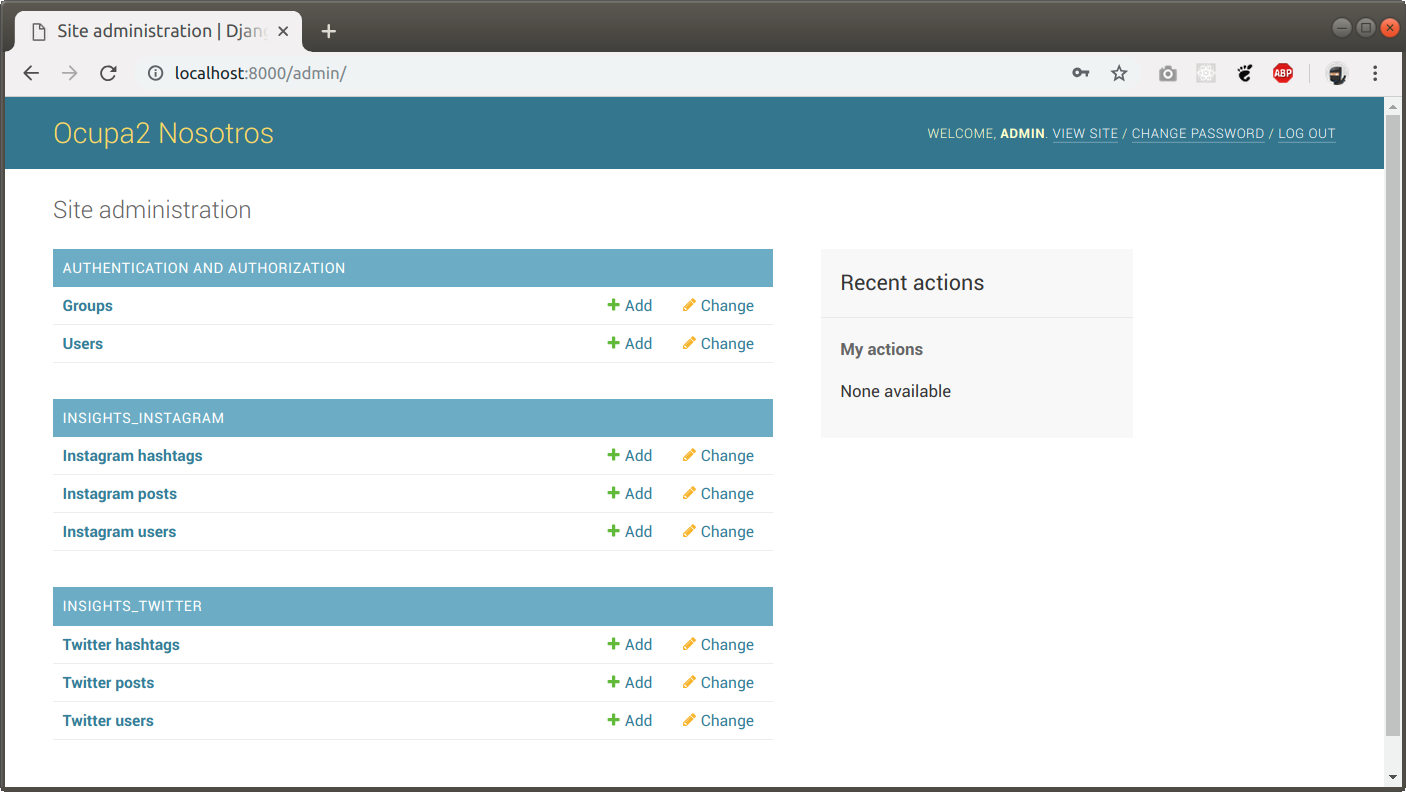 Site administration | Djang
localhost:8000/admin/
ABP
Ocupa2 Nosotros
WELCOME, ADMIN. VIEW SITE / CHANGE PASSWORD / LOG OUT
Site administration
AUTHENTICATION AND AUTHORIZATION
Groups Add Change
Users Add Change
INSIGHTS_INSTAGRAM
Instagram hashtags Add Change
Instagram posts Add Change
Instagram users Add Change
INSIGHTS_TWITTER
Twitter hashtags Add Change
Twitter posts Add Change
Twitter users Add Change
Recent actions
My actions
None available